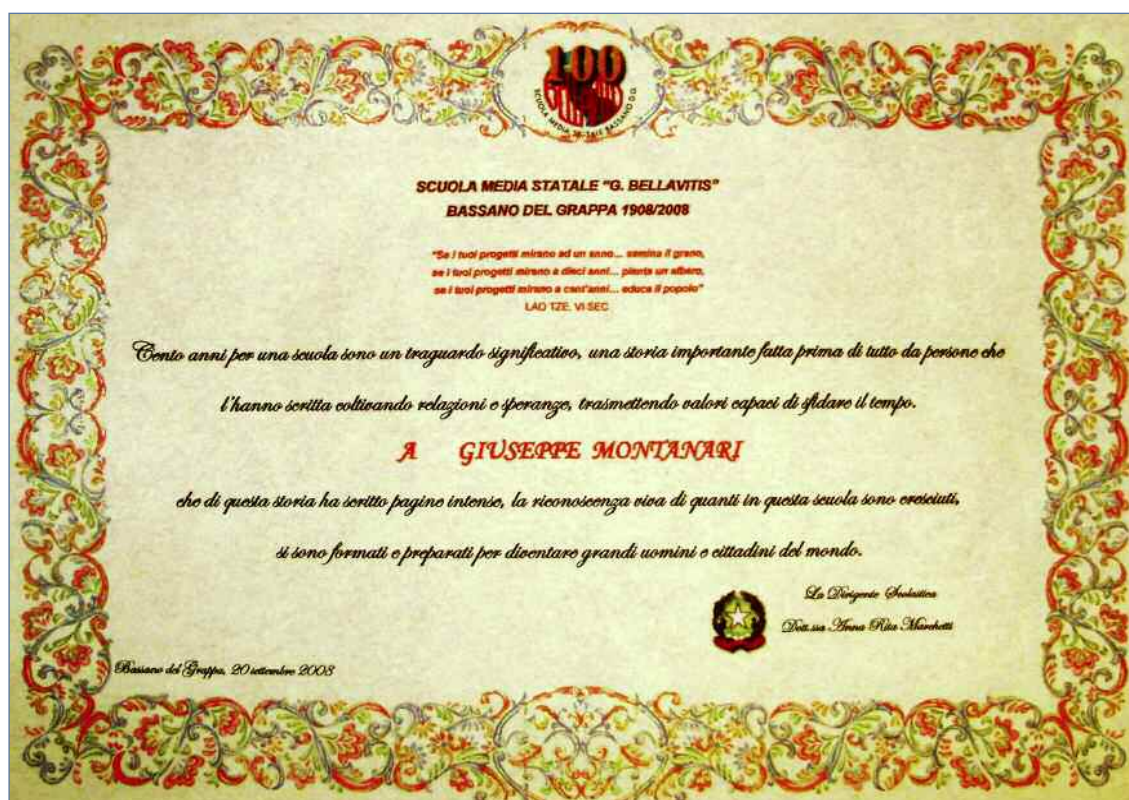 100
SCUOLA MEDIA STATALE BASSANO D.G.
SCUOLA MEDIA STATALE "G. BELLAVITIS"
BASSANO DEL GRAPPA 1908/2008
"Se i tuoi progetti mirano ad un anno... semina il grano,
se i tuoi progetti mirano a dieci anni... pianta un albero,
se i tuoi progetti mirano a cent'anni... educa il popolo"
LAO TZE, VI SEC
Cento anni per una scuola sono un traguardo significativo, una storia importante fatta prima di tutto da persone che
l'hanno scritta coltivando relazioni e speranze, trasmettendo valori capaci di sfidare il tempo.
A GIUSEPPE MONTANARI
che di questa storia ha scritto pagine intense, la riconoscenza viva di quanti in questa scuola sono cresciuti,
si sono formati e preparati per diventare grandi uomini e cittadini del mondo.
La Dirigente Scolastica
Dott.ssa Anna Rita Marchetti
Bassano del Grappa, 20 settembre 2008